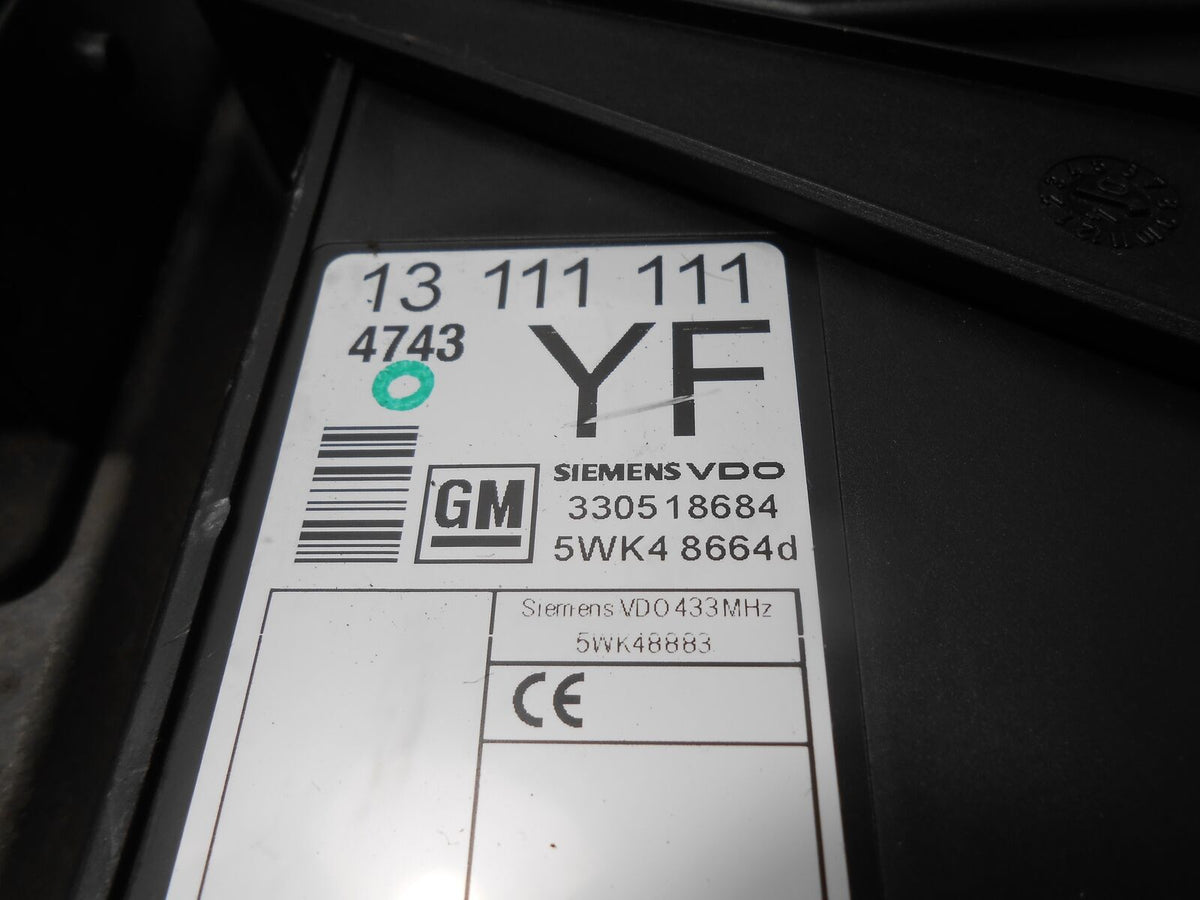 13 111 111
4743
YF
GM
SIEMENS VDO
330518684
5WK4 8664d
Siemens VDO 433MHz
5WK48883
CE